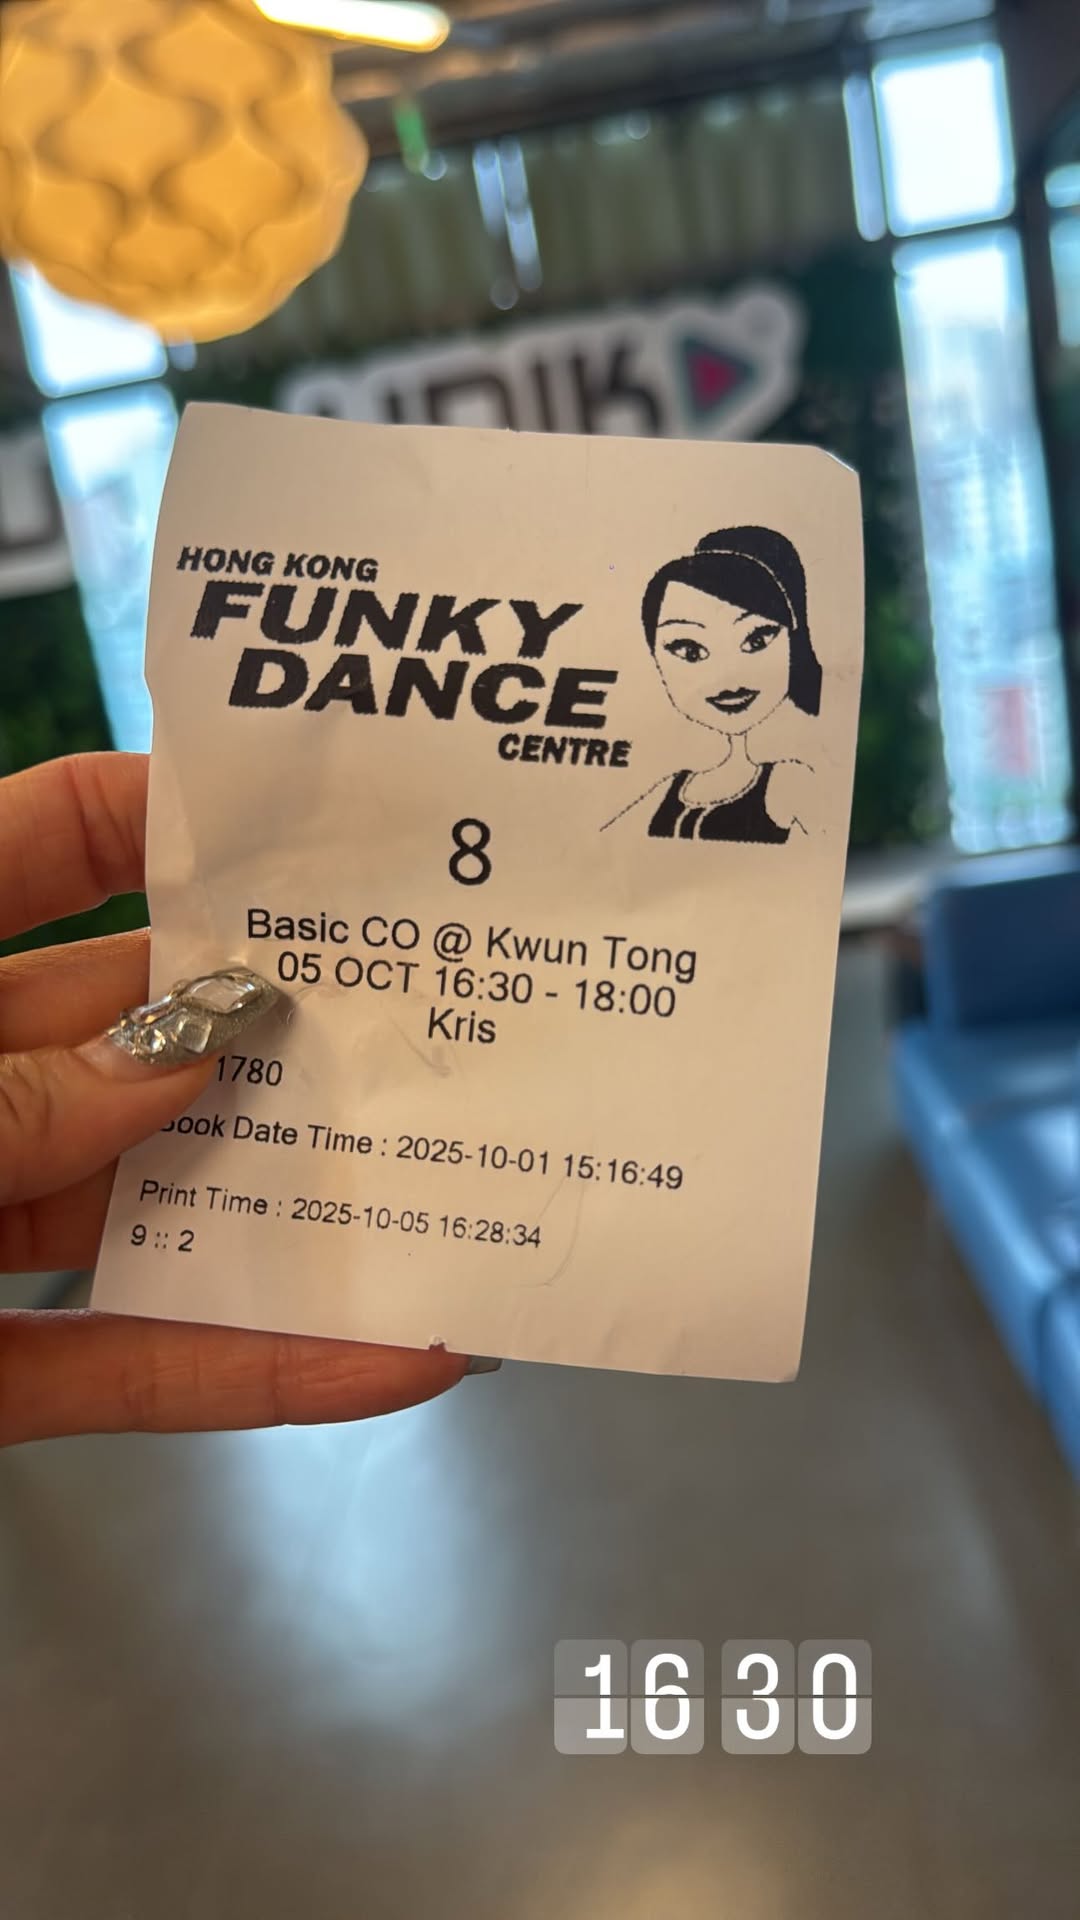 HONG KONG
FUNKY
DANCE
CENTRE
8
Basic CO @ Kwun Tong
05 OCT 16:30 - 18:00
Kris
1780
Book Date Time : 2025-10-01 15:16:49
Print Time : 2025-10-05 16:28:34
9 :: 2
16 30